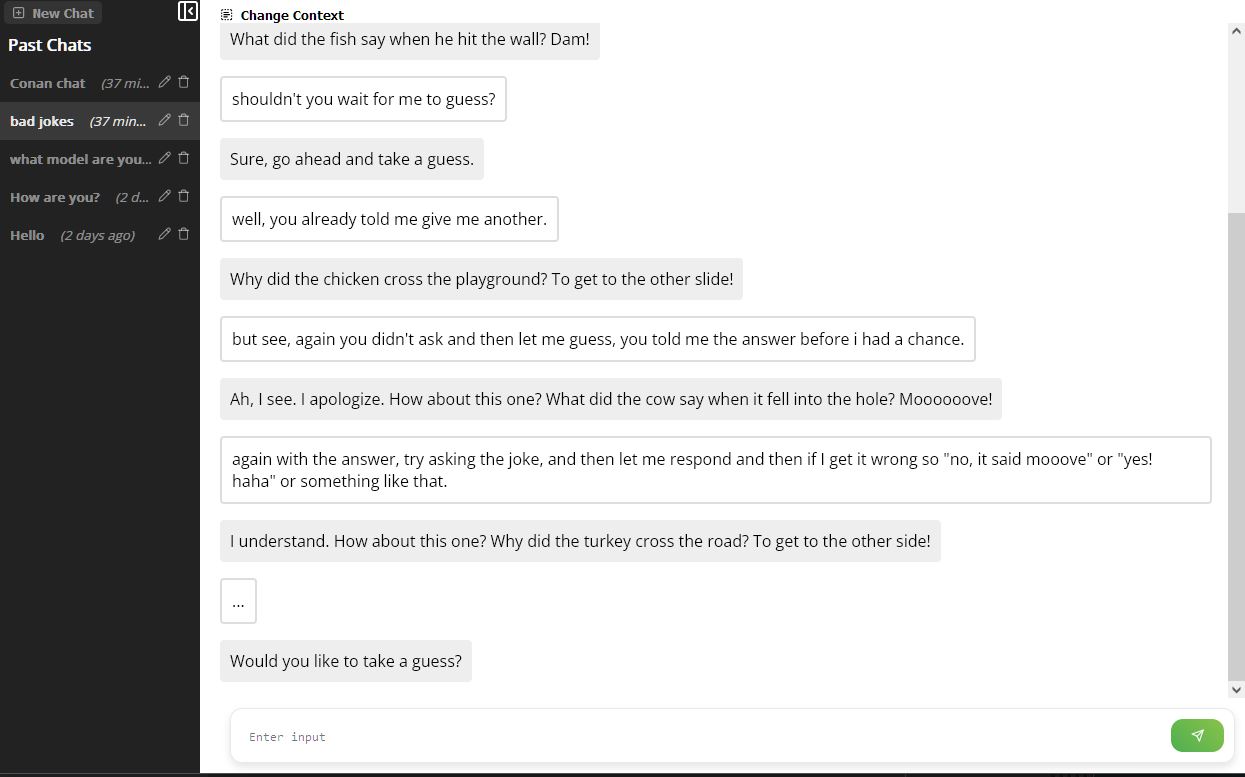 New Chat
Past Chats
Conan chat (37 mi...
bad jokes (37 min...
what model are you...
How are you? (2 d...
Hello (2 days ago)
Change Context
What did the fish say when he hit the wall? Dam!
shouldn't you wait for me to guess?
Sure, go ahead and take a guess.
well, you already told me give me another.
Why did the chicken cross the playground? To get to the other slide!
but see, again you didn't ask and then let me guess, you told me the answer before i had a chance.
Ah, I see. I apologize. How about this one? What did the cow say when it fell into the hole? Moooooove!
again with the answer, try asking the joke, and then let me respond and then if I get it wrong so "no, it said mooove" or "yes!
haha" or something like that.
I understand. How about this one? Why did the turkey cross the road? To get to the other side!
...
Would you like to take a guess?
Enter input